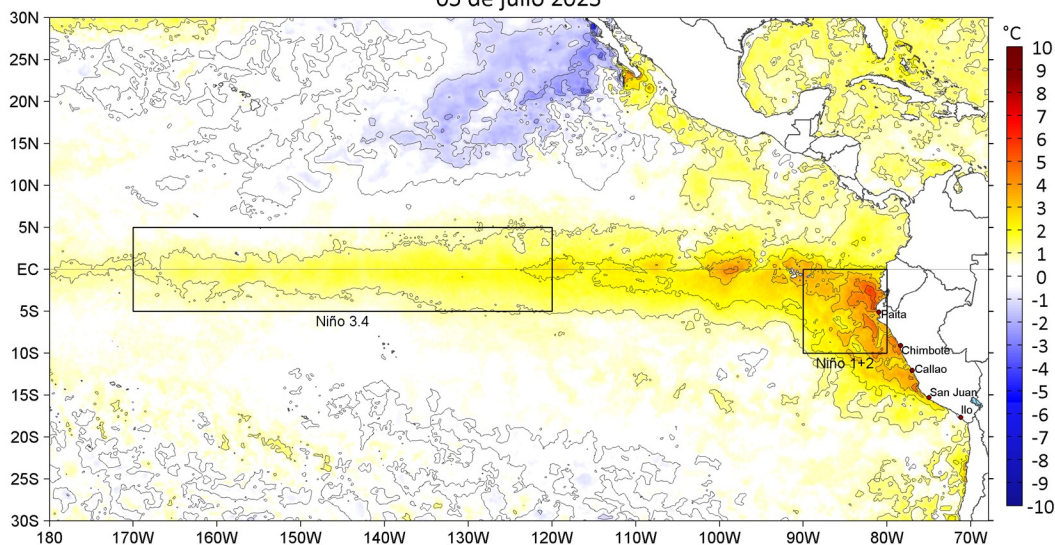 05 de julio 2023
°C
30N
25N
20N
15N
10N
5N
EC
5S
10S
15S
20S
25S
30S
Niño 3.4
Niño 1+2
Paita
Chimbote
Callao
San Juan
Ilo
180
170W
160W
150W
140W
130W
120W
110W
100W
90W
80W
70W
10
9
8
7
6
5
4
3
2
1
0
-1
-2
-3
-4
-5
-6
-7
-8
-9
-10